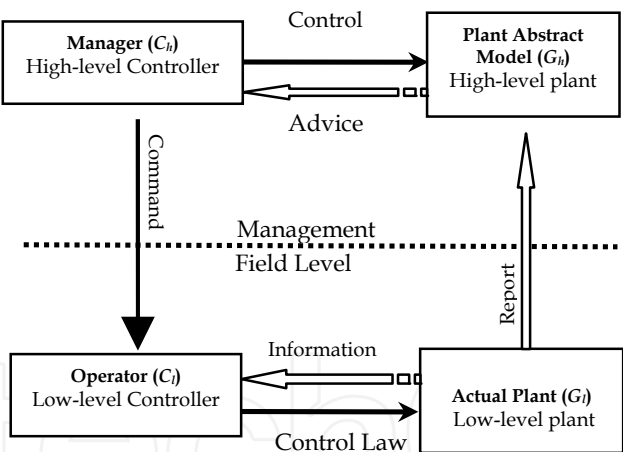 Control
Manager (Ch)
High-level Controller
Plant Abstract
Model (Gh)
High-level plant
Advice
Command
Management
Field Level
Report
Information
Operator (Cl)
Low-level Controller
Actual Plant (Gl)
Low-level plant
Control Law